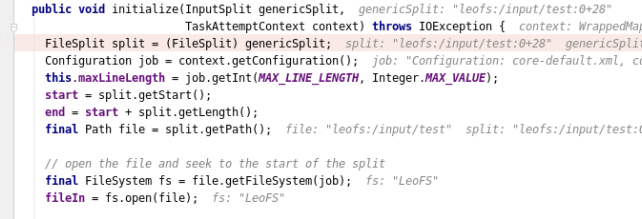 public void initialize(InputSplit genericSplit,  genericSplit: "leofs:/input/test:0+28"
TaskAttemptContext context) throws IOException {  context: WrappedMap
FileSplit split = (FileSplit) genericSplit;  split: "leofs:/input/test:0+28"  genericSplit
Configuration job = context.getConfiguration();  job: "Configuration: core-default.xml,
this.maxLineLength = job.getInt(MAX_LINE_LENGTH, Integer.MAX_VALUE);
start = split.getStart();
end = start + split.getLength();
final Path file = split.getPath();  file: "leofs:/input/test"  split: "leofs:/input/test:0
// open the file and seek to the start of the split
final FileSystem fs = file.getFileSystem(job);  fs: "LeoFS"
fileIn = fs.open(file);  fs: "LeoFS"